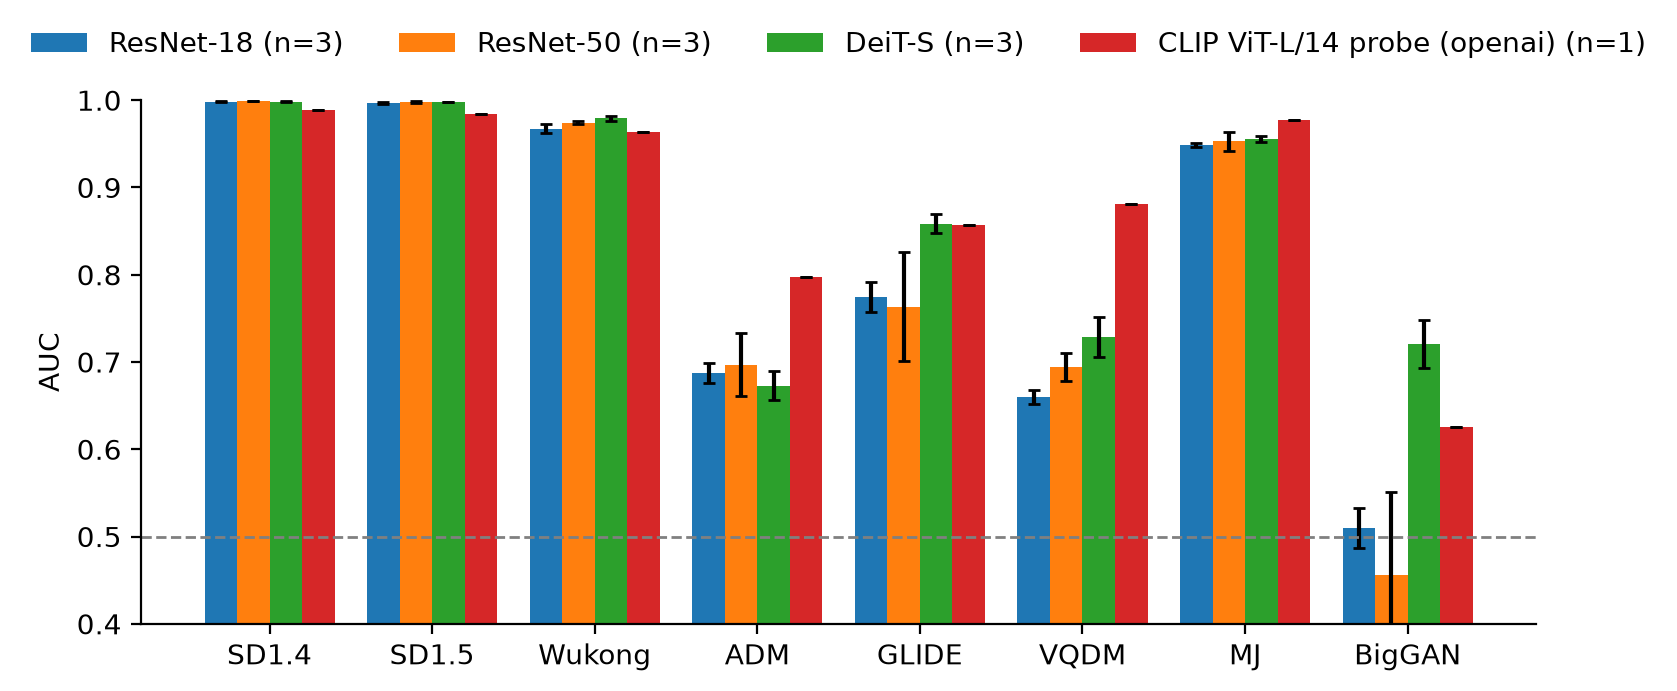 ResNet-18 (n=3) ResNet-50 (n=3) DeiT-S (n=3) CLIP ViT-L/14 probe (openai) (n=1)
1.0
0.9
0.8
0.7
0.6
0.5
0.4
AUC
SD1.4 SD1.5 Wukong ADM GLIDE VQDM MJ BigGAN